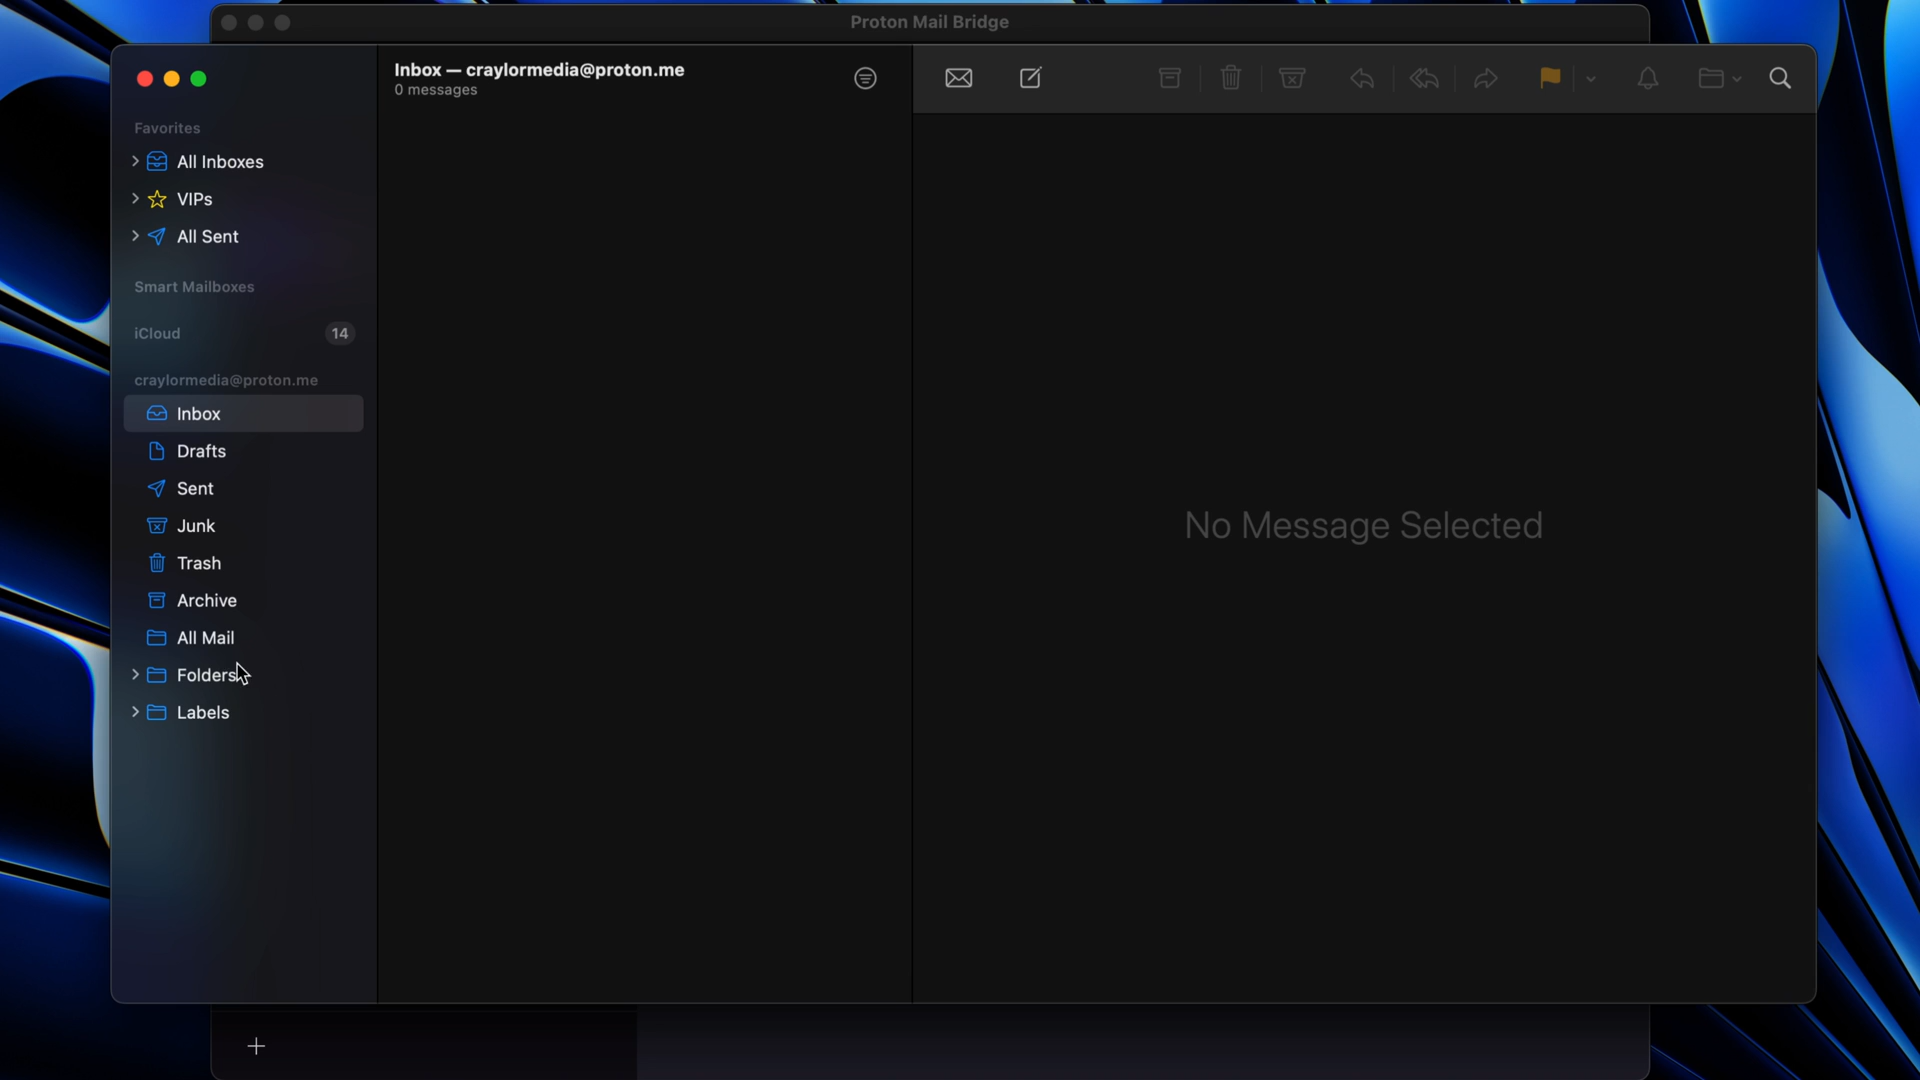 Proton Mail Bridge
Inbox — craylormedia@proton.me
0 messages
Favorites
All Inboxes
VIPs
All Sent
Smart Mailboxes
iCloud 14
craylormedia@proton.me
Inbox
Drafts
Sent
Junk
Trash
Archive
All Mail
Folders
Labels
No Message Selected